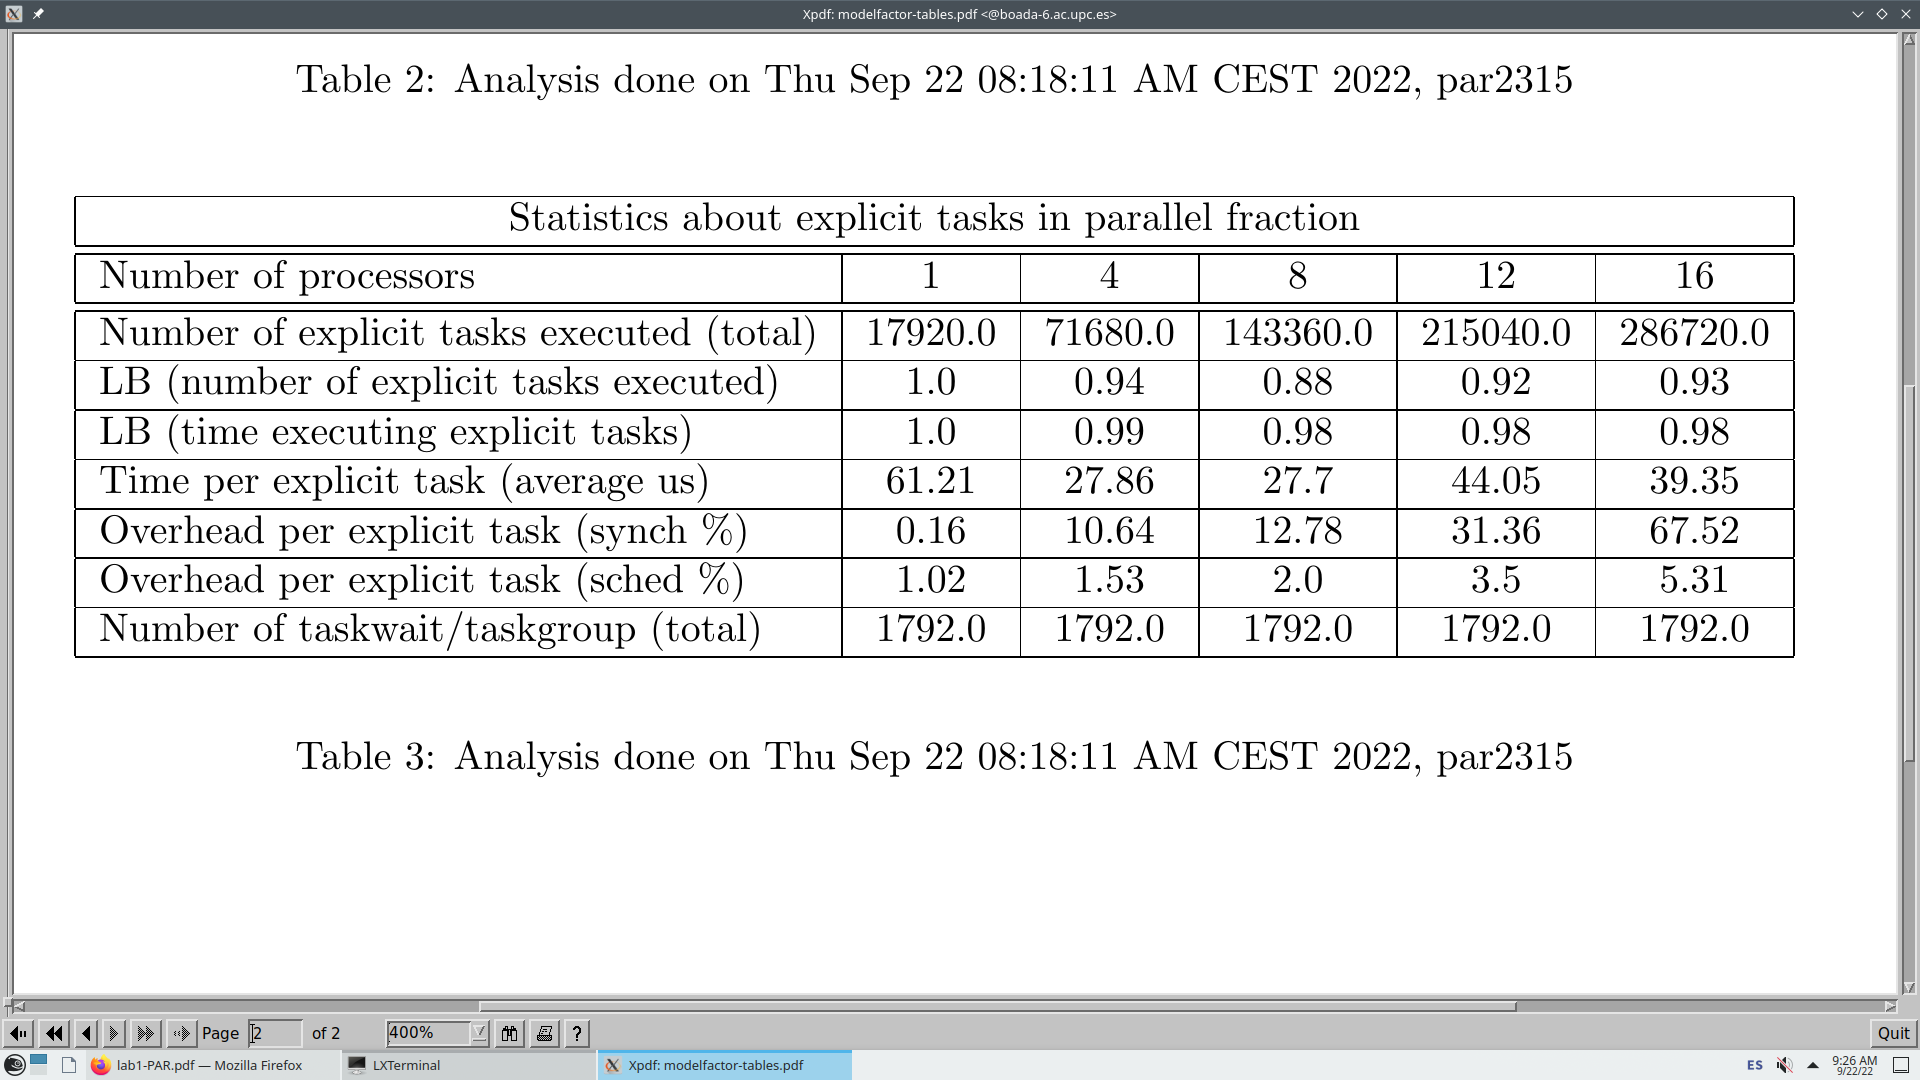 Xpdf: modelfactor-tables.pdf <@boada-6.ac.upc.es>
Table 2: Analysis done on Thu Sep 22 08:18:11 AM CEST 2022, par2315
Statistics about explicit tasks in parallel fraction
Number of processors 1 4 8 12 16
Number of explicit tasks executed (total) 17920.0 71680.0 143360.0 215040.0 286720.0
LB (number of explicit tasks executed) 1.0 0.94 0.88 0.92 0.93
LB (time executing explicit tasks) 1.0 0.99 0.98 0.98 0.98
Time per explicit task (average us) 61.21 27.86 27.7 44.05 39.35
Overhead per explicit task (synch %) 0.16 10.64 12.78 31.36 67.52
Overhead per explicit task (sched %) 1.02 1.53 2.0 3.5 5.31
Number of taskwait/taskgroup (total) 1792.0 1792.0 1792.0 1792.0 1792.0
Table 3: Analysis done on Thu Sep 22 08:18:11 AM CEST 2022, par2315
Page 2 of 2 400% ? Quit
lab1-PAR.pdf — Mozilla Firefox LXTerminal Xpdf: modelfactor-tables.pdf ES 9:26 AM
9/22/22